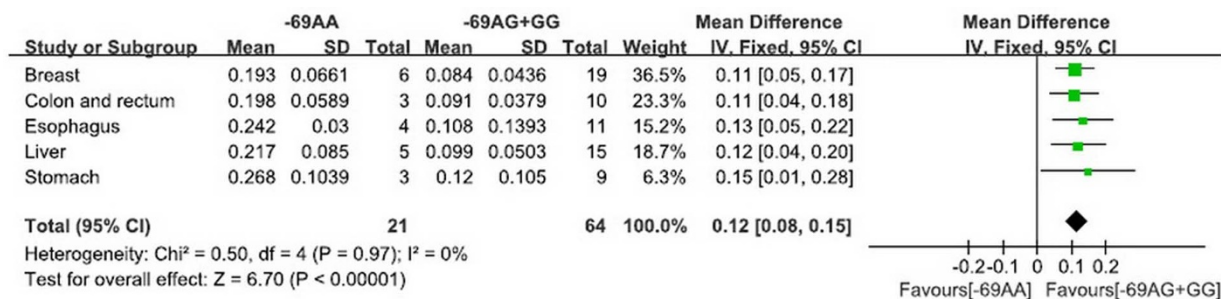 -69AA -69AG+GG Mean Difference Mean Difference
Study or Subgroup Mean SD Total Mean SD Total Weight IV, Fixed, 95% CI IV, Fixed, 95% CI
Breast 0.193 0.0661 6 0.084 0.0436 19 36.5% 0.11 [0.05, 0.17]
Colon and rectum 0.198 0.0589 3 0.091 0.0379 10 23.3% 0.11 [0.04, 0.18]
Esophagus 0.242 0.03 4 0.108 0.1393 11 15.2% 0.13 [0.05, 0.22]
Liver 0.217 0.085 5 0.099 0.0503 15 18.7% 0.12 [0.04, 0.20]
Stomach 0.268 0.1039 3 0.12 0.105 9 6.3% 0.15 [0.01, 0.28]
Total (95% CI) 21 64 100.0% 0.12 [0.08, 0.15]
Heterogeneity: Chi² = 0.50, df = 4 (P = 0.97); I² = 0%
Test for overall effect: Z = 6.70 (P < 0.00001)
-0.2 -0.1 0 0.1 0.2
Favours[-69AA] Favours[-69AG+GG]